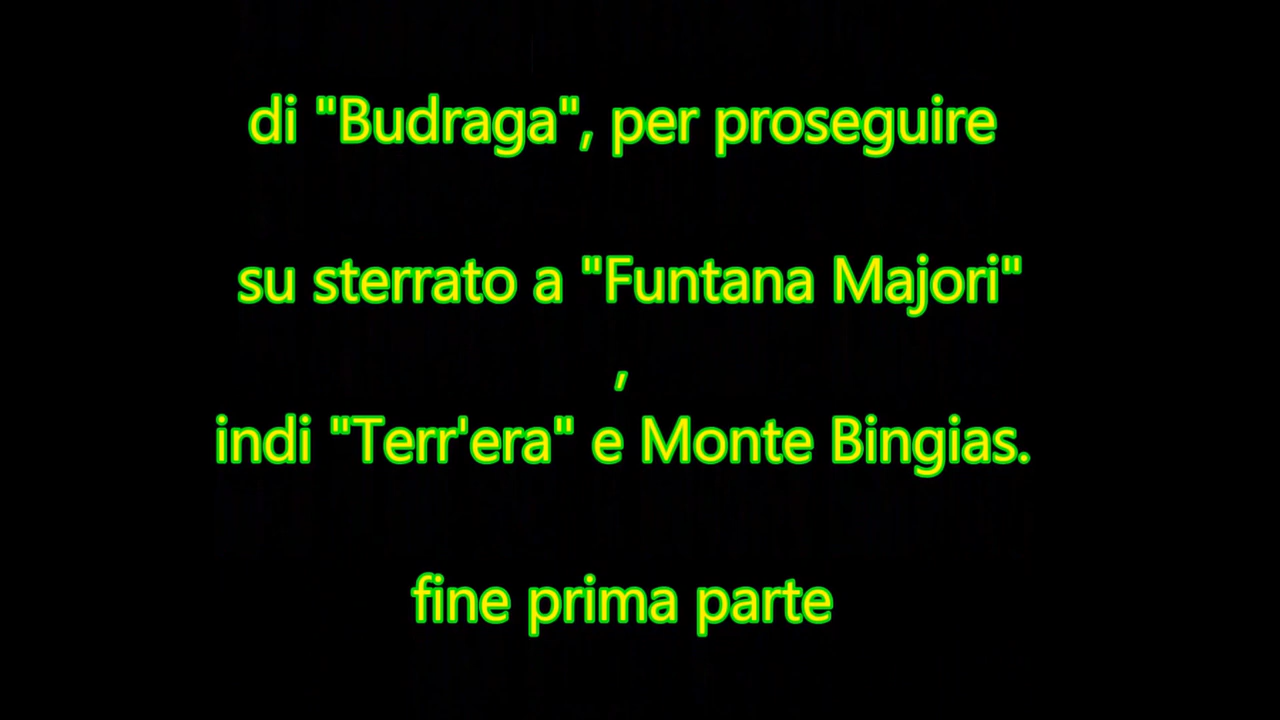 di "Budraga", per proseguire
su sterrato a "Funtana Majori"
,
indi "Terr'era" e Monte Bingias.
fine prima parte